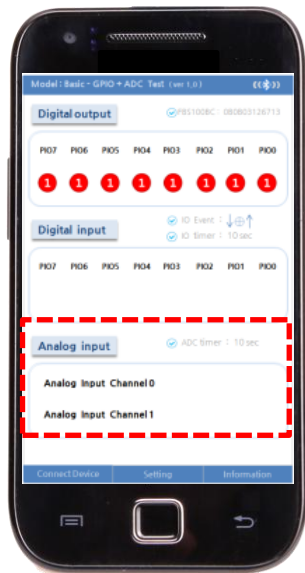 Model : Basic - GPIO + ADC Test (ver 1.0)
Digital output
PBS100BC : 080B03126713
PIO7 PIO6 PIO5 PIO4 PIO3 PIO2 PIO1 PIO0
1 1 1 1 1 1 1 1
Digital input
IO Event : ↓⊕↑
IO timer : 10 sec
PIO7 PIO6 PIO5 PIO4 PIO3 PIO2 PIO1 PIO0
Analog input
ADC timer : 10 sec
Analog Input Channel 0
Analog Input Channel 1
Connect Device Setting Information